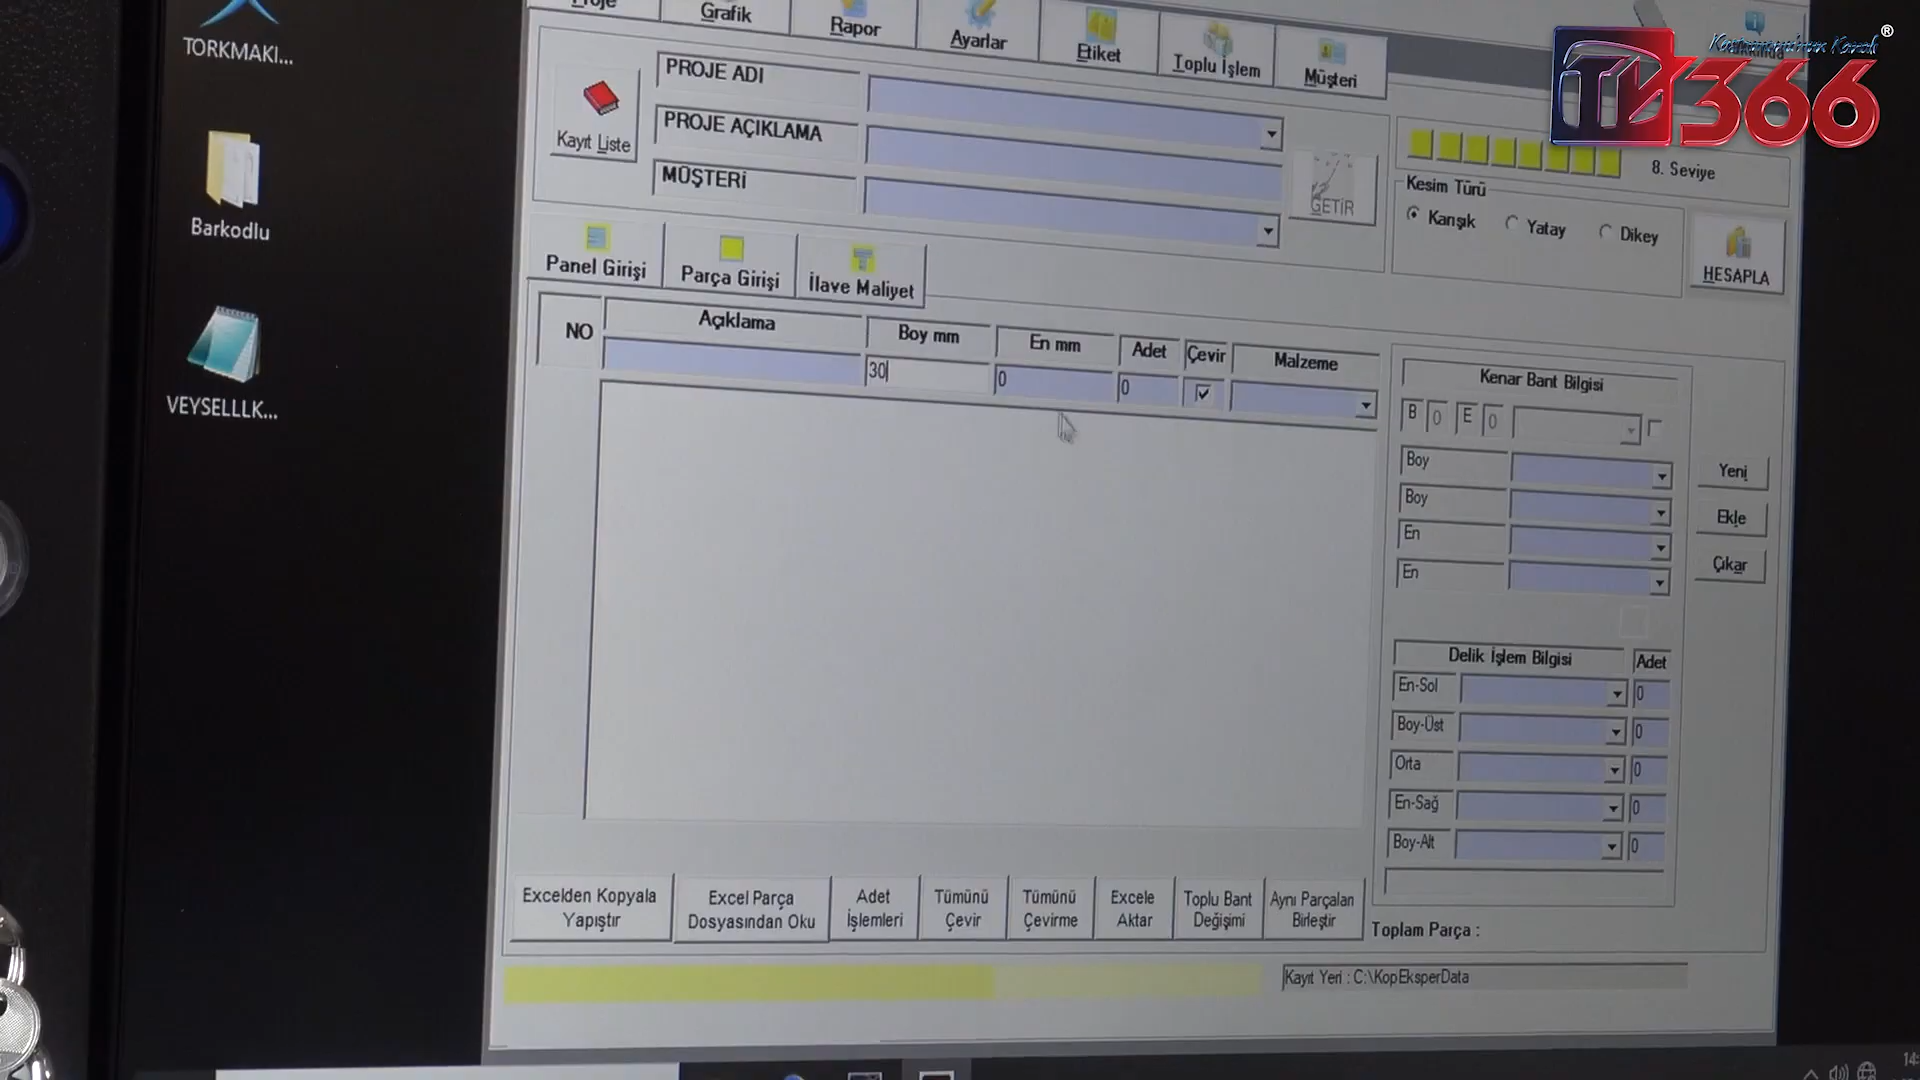 TORKMAKİ...
Barkodlu
VEYSELLLK...
Proje
Grafik
Rapor
Ayarlar
Etiket
Toplu İşlem
Müşteri
TV366
®
Kayıt Liste
PROJE ADI
PROJE AÇIKLAMA
MÜŞTERİ
GETİR
8. Seviye
Kesim Türü
Karışık
Yatay
Dikey
HESAPLA
Panel Girişi
Parça Girişi
İlave Maliyet
NO
Açıklama
Boy mm
En mm
Adet
Çevir
Malzeme
30
0
0
Kenar Bant Bilgisi
B 0 E 0
Boy
Boy
En
En
Yeni
Ekle
Çıkar
Delik İşlem Bilgisi
Adet
En-Sol
0
Boy-Üst
0
Orta
0
En-Sağ
0
Boy-Alt
0
Excelden Kopyala
Yapıştır
Excel Parça
Dosyasından Oku
Adet
İşlemleri
Tümünü
Çevir
Tümünü
Çevirme
Excele
Aktar
Toplu Bant
Değişimi
Aynı Parçaları
Birleştir
Toplam Parça :
Kayıt Yeri : C:\KopEksperData